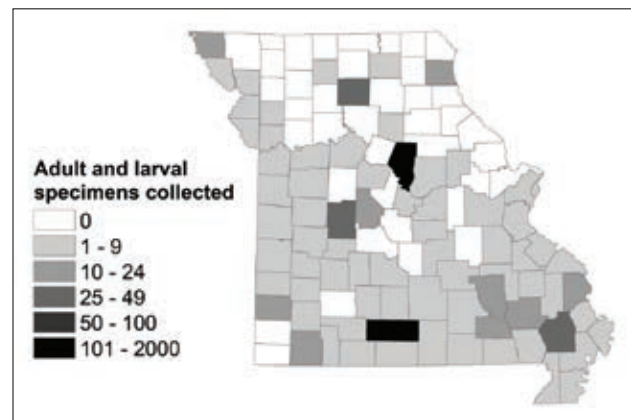 Adult and larval
specimens collected
0
1 - 9
10 - 24
25 - 49
50 - 100
101 - 2000